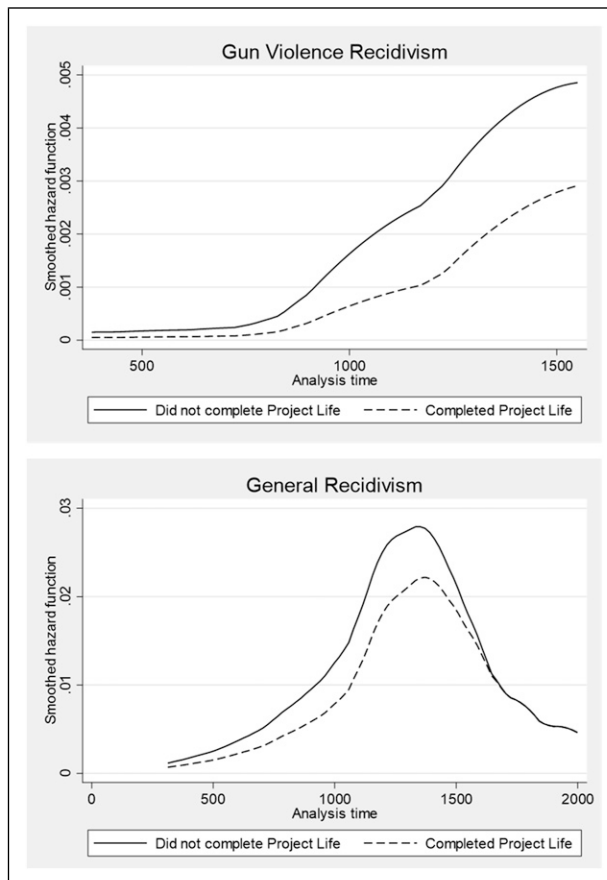 Gun Violence Recidivism
Smoothed hazard function
.005
.004
.003
.002
.001
0
500
1000
1500
Analysis time
Did not complete Project Life
Completed Project Life
General Recidivism
Smoothed hazard function
.03
.02
.01
0
0
500
1000
1500
2000
Analysis time
Did not complete Project Life
Completed Project Life